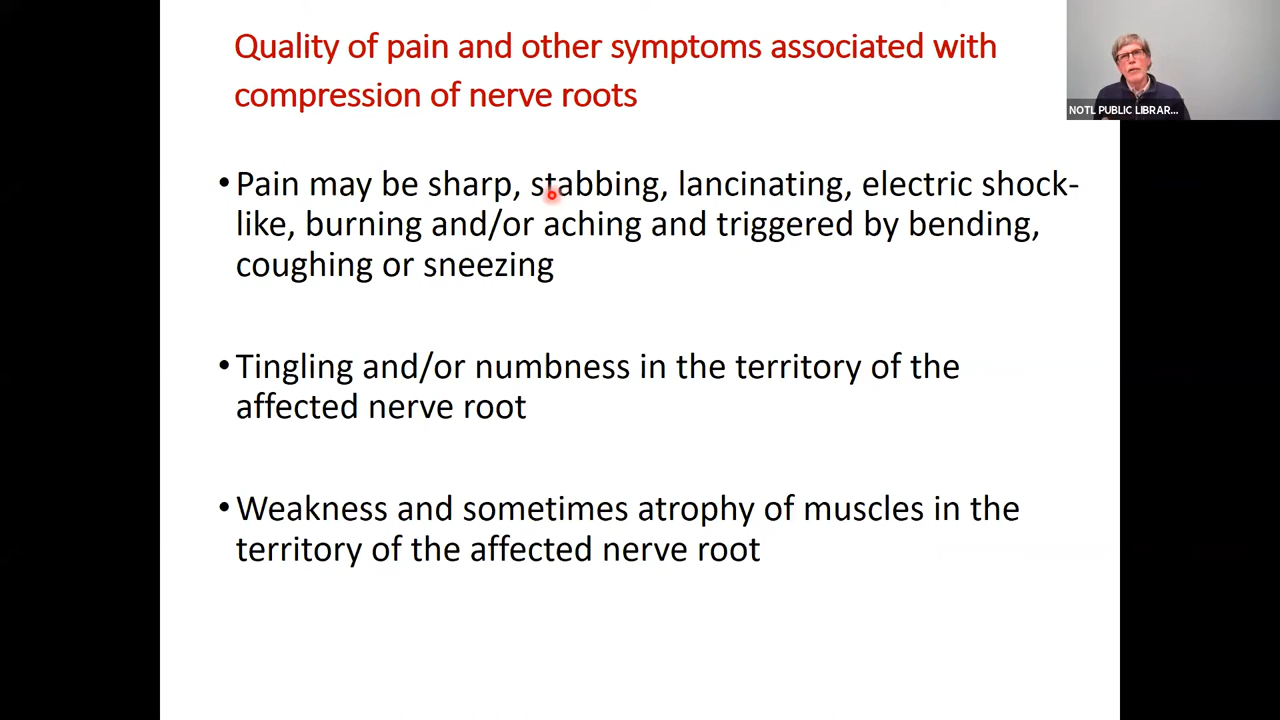 Quality of pain and other symptoms associated with
compression of nerve roots
NOTL PUBLIC LIBRAR...
•Pain may be sharp, stabbing, lancinating, electric shock-
like, burning and/or aching and triggered by bending,
coughing or sneezing
•Tingling and/or numbness in the territory of the
affected nerve root
•Weakness and sometimes atrophy of muscles in the
territory of the affected nerve root